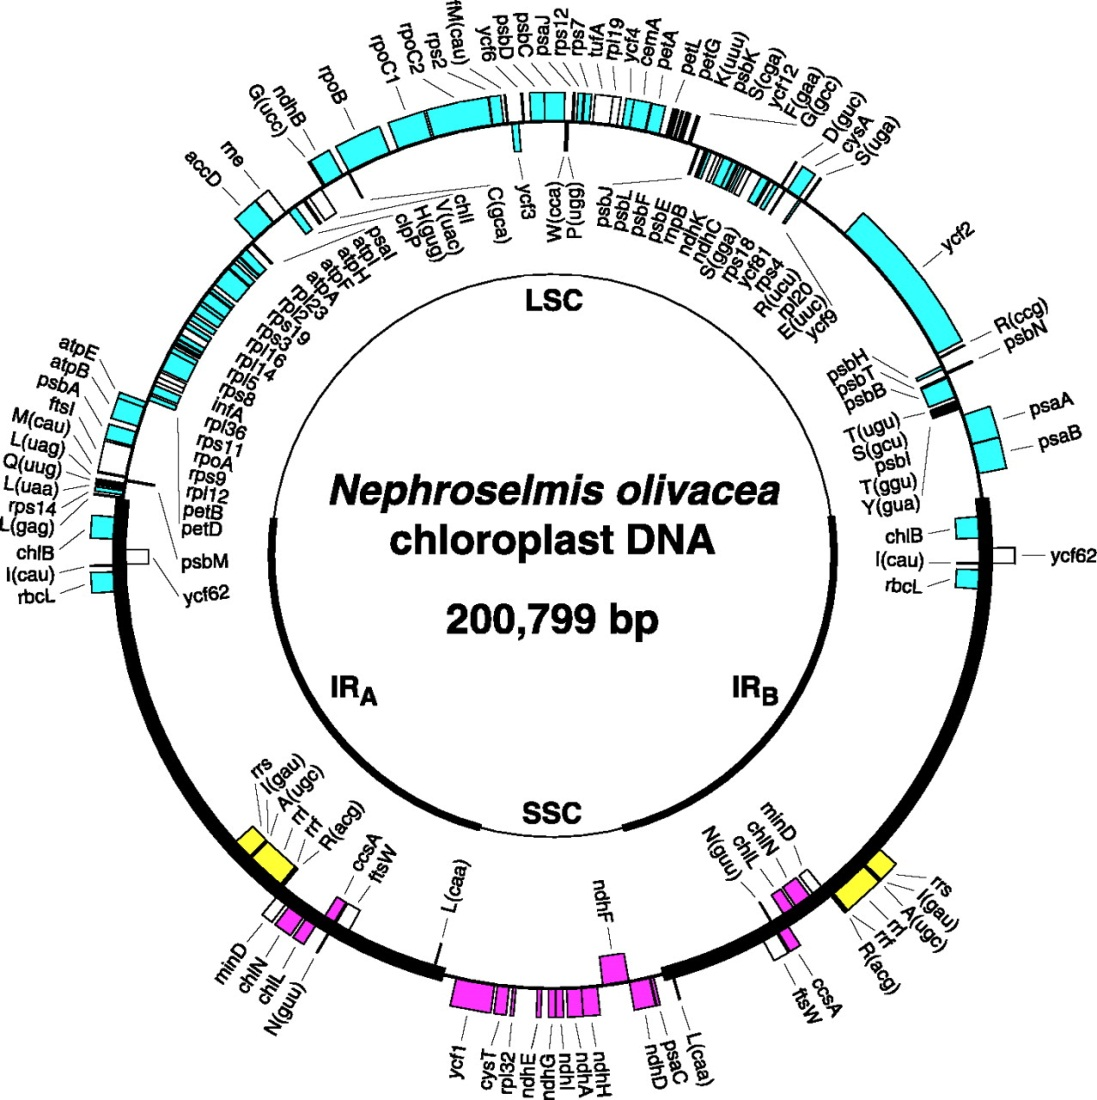 accD
rne
G(ucc)
ndhB
rpoB
rpoC1
rpoC2
rps2
fM(cau)
ycf6
psbD
psbC
psaJ
rps12
rps7
tufA
rpl19
ycf4
cemA
petA
petL
petG
K(uuu)
psbK
S(cga)
ycf12
F(gaa)
G(gcc)
D(guc)
cysA
S(uga)
ycf2
R(ccg)
psbN
psaA
psaB
clpP
H(gug)
V(uac)
chlI
C(gca)
ycf3
W(cca)
P(ugg)
psbJ
psbL
psbF
psbE
rnpB
ndhK
ndhC
S(gga)
rps18
ycf81
rps4
R(ucu)
rpl20
E(uuc)
ycf9
psaI
atpI
atpH
atpF
atpA
rpl23
rpl2
rps19
rps3
rpl16
rpl14
rpl5
rps8
infA
rpl36
rps11
rpoA
rps9
rpl12
petB
petD
psbM
ycf62
atpE
atpB
psbA
ftsI
M(cau)
L(uag)
Q(uug)
L(uaa)
rps14
L(gag)
chlB
I(cau)
rbcL
psbH
psbT
psbB
T(ugu)
S(gcu)
psbI
T(ggu)
Y(gua)
chlB
I(cau)
rbcL
ycf62
LSC
Nephroselmis olivacea
chloroplast DNA
200,799 bp
IRA
IRB
SSC
rrs
I(gau)
A(ugc)
rrl
rrf
R(acg)
ccsA
ftsW
L(caa)
minD
chlN
chlL
N(guu)
ndhF
ycf1
cysT
rpl32
ndhE
ndhG
ndhI
ndhA
ndhH
ndhD
psaC
L(caa)
N(guu)
chlL
chlN
minD
ftsW
ccsA
R(acg)
rrf
rrl
A(ugc)
I(gau)
rrs